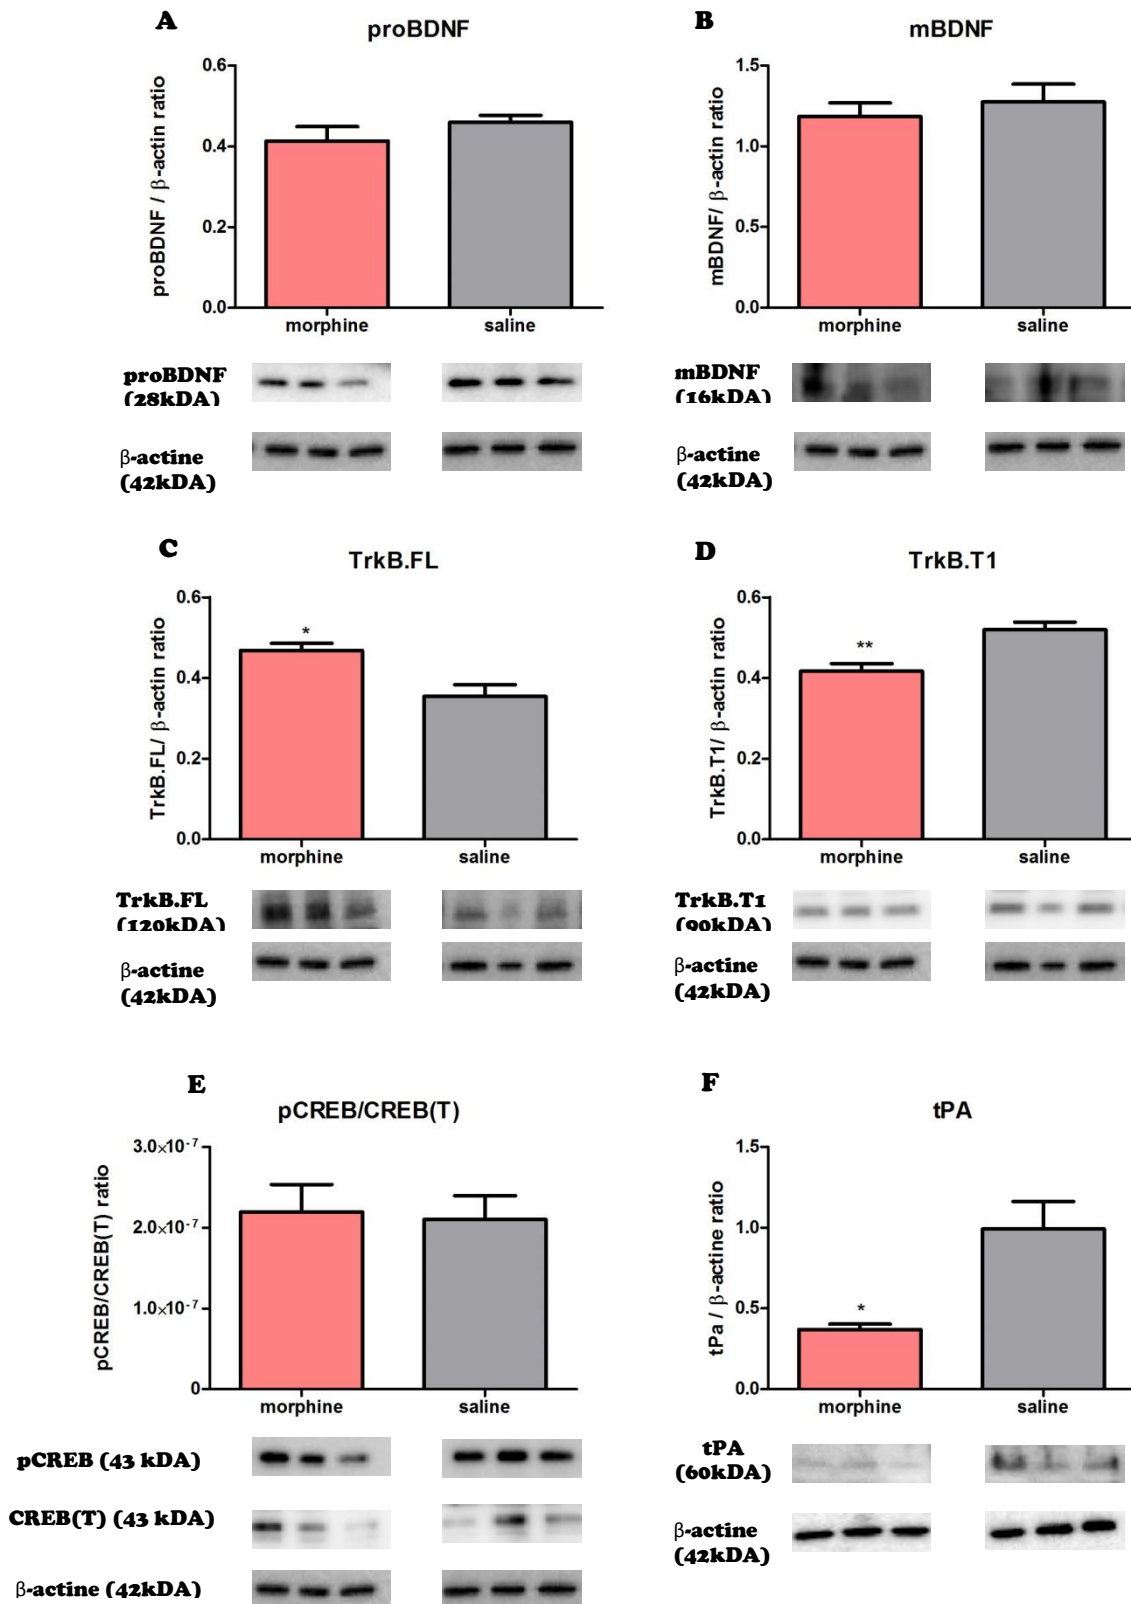 A
proBDNF
proBDNF / β-actin ratio
0.6
0.4
0.2
0.0
morphine saline
proBDNF
(28kDA)
β-actine
(42kDA)
B
mBDNF
mBDNF/ β-actin ratio
1.5
1.0
0.5
0.0
morphine saline
mBDNF
(16kDA)
β-actine
(42kDA)
C
TrkB.FL
TrkB.FL/ β-actin ratio
0.6
0.4
0.2
0.0
*
morphine saline
TrkB.FL
(120kDA)
β-actine
(42kDA)
D
TrkB.T1
TrkB.T1/ β-actin ratio
0.6
0.4
0.2
0.0
**
morphine saline
TrkB.T1
(90kDA)
β-actine
(42kDA)
E
pCREB/CREB(T)
pCREB/CREB(T) ratio
3.0×10⁻⁷
2.0×10⁻⁷
1.0×10⁻⁷
0
morphine saline
pCREB (43 kDA)
CREB(T) (43 kDA)
β-actine (42kDA)
F
tPA
tPa / β-actine ratio
1.5
1.0
0.5
0.0
*
morphine saline
tPA
(60kDA)
β-actine
(42kDA)